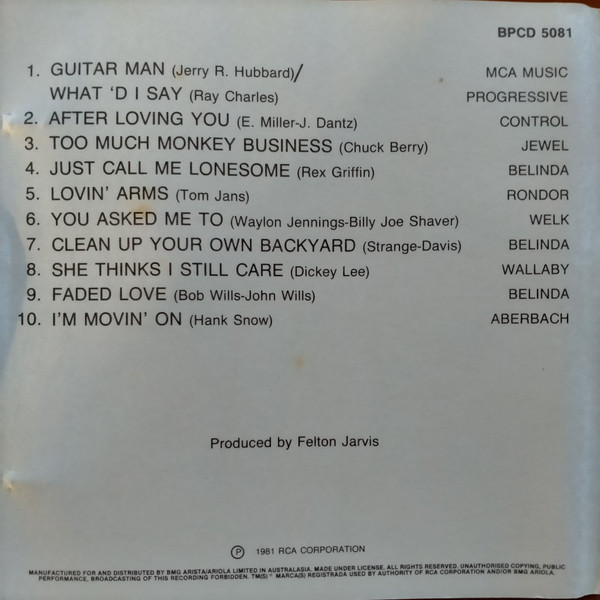 BPCD 5081
1. GUITAR MAN (Jerry R. Hubbard)/ MCA MUSIC
WHAT 'D I SAY (Ray Charles) PROGRESSIVE
2. AFTER LOVING YOU (E. Miller-J. Dantz) CONTROL
3. TOO MUCH MONKEY BUSINESS (Chuck Berry) JEWEL
4. JUST CALL ME LONESOME (Rex Griffin) BELINDA
5. LOVIN' ARMS (Tom Jans) RONDOR
6. YOU ASKED ME TO (Waylon Jennings-Billy Joe Shaver) WELK
7. CLEAN UP YOUR OWN BACKYARD (Strange-Davis) BELINDA
8. SHE THINKS I STILL CARE (Dickey Lee) WALLABY
9. FADED LOVE (Bob Wills-John Wills) BELINDA
10. I'M MOVIN' ON (Hank Snow) ABERBACH
Produced by Felton Jarvis
℗ 1981 RCA CORPORATION
MANUFACTURED FOR AND DISTRIBUTED BY BMG ARISTA/ARIOLA LIMITED IN AUSTRALASIA. MADE UNDER LICENSE. ALL RIGHTS RESERVED. UNAUTHORISED COPYING, PUBLIC
PERFORMANCE, BROADCASTING OF THIS RECORDING FORBIDDEN. TM(S)® MARCA(S) REGISTRADA USED BY AUTHORITY OF RCA CORPORATION AND/OR BMG ARIOLA.